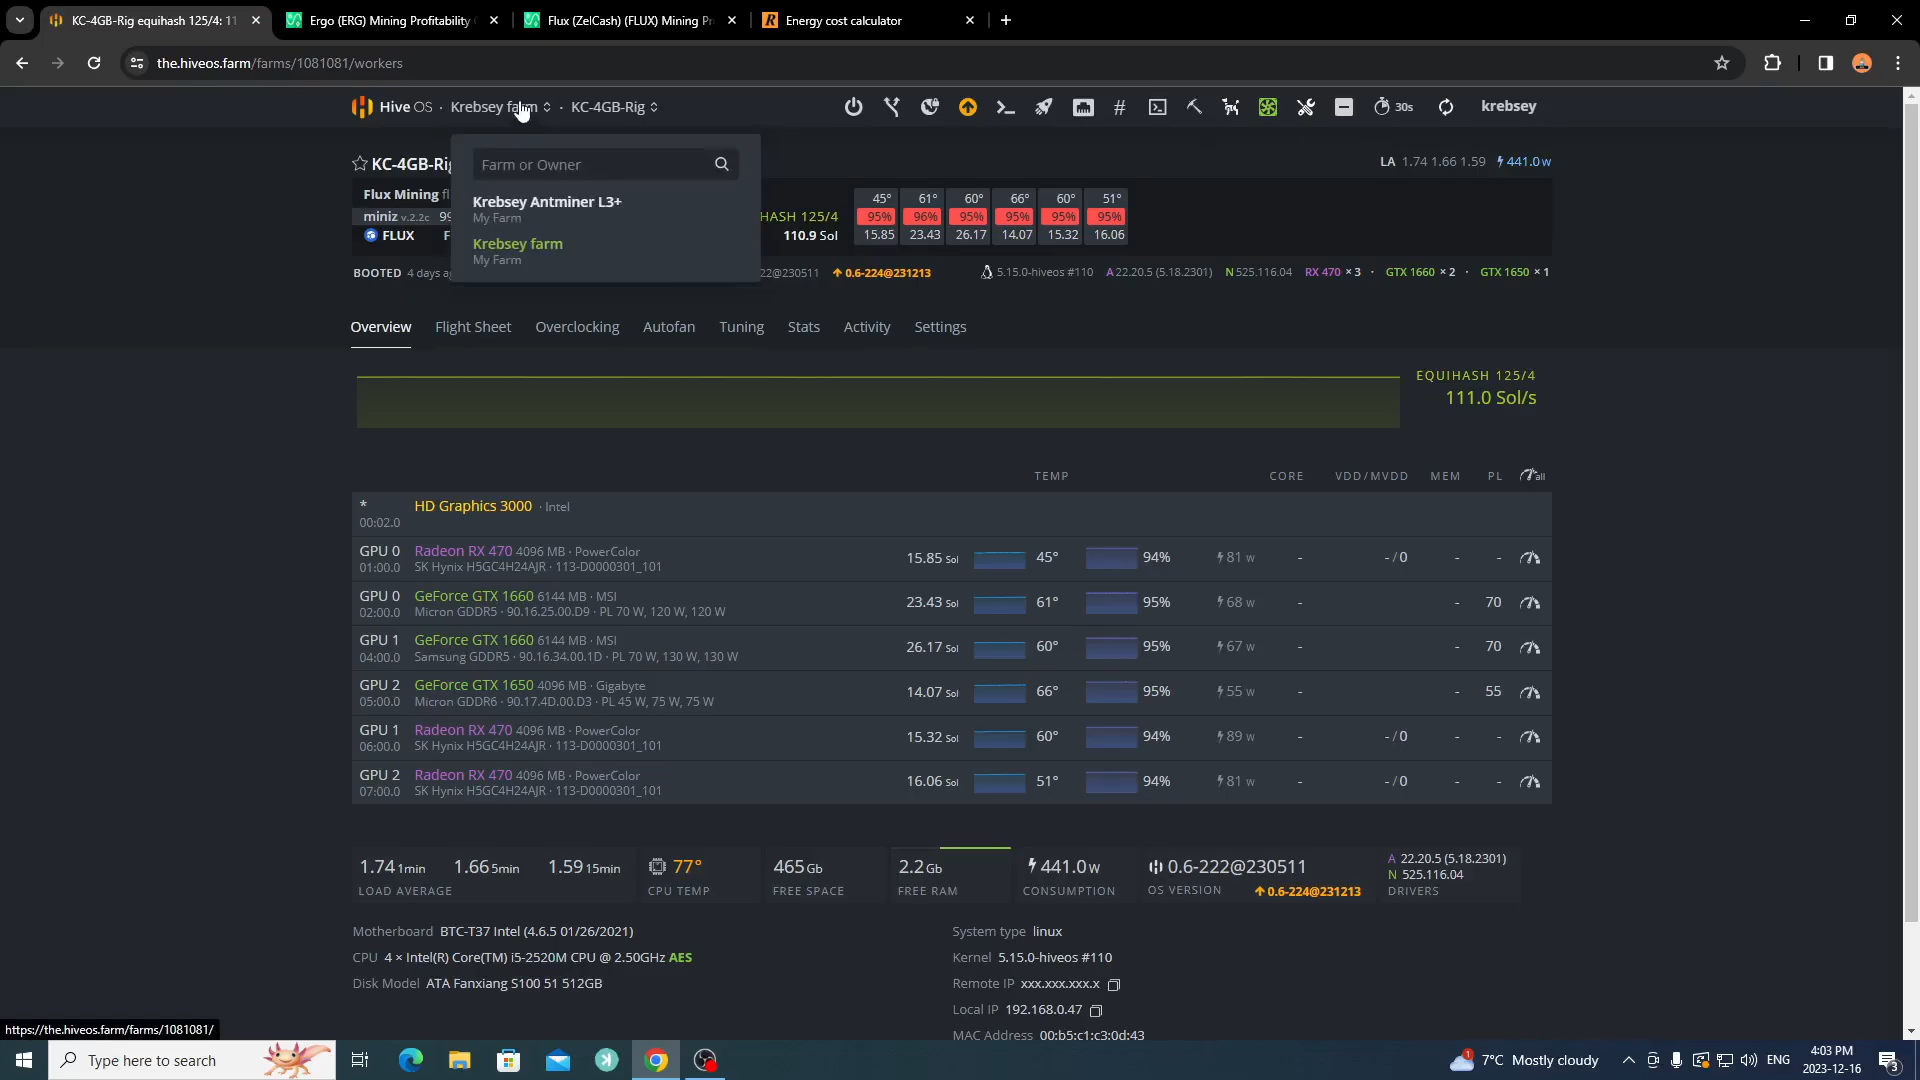 KC-4GB-Rig equihash 125/4: 11
Ergo (ERG) Mining Profitability
Flux (ZelCash) (FLUX) Mining Pr
Energy cost calculator
the.hiveos.farm/farms/1081081/workers
Hive OS · Krebsey farm · KC-4GB-Rig
30s
krebsey
KC-4GB-Rig
LA 1.74 1.66 1.59 441.0 w
Farm or Owner
Krebsey Antminer L3+
My Farm
Krebsey farm
My Farm
Flux Mining fl
miniz v.2.2c 99
HASH 125/4
FLUX F
110.9 Sol
45° 61° 60° 66° 60° 51°
95% 96% 95% 95% 95% 95%
15.85 23.43 26.17 14.07 15.32 16.06
BOOTED 4 days ag
22@230511 0.6-224@231213
5.15.0-hiveos #110 A 22.20.5 (5.18.2301) N 525.116.04 RX 470 × 3 · GTX 1660 × 2 · GTX 1650 × 1
Overview Flight Sheet Overclocking Autofan Tuning Stats Activity Settings
EQUIHASH 125/4
111.0 Sol/s
TEMP CORE VDD/MVDD MEM PL all
* HD Graphics 3000 · Intel
00:02.0
GPU 0 Radeon RX 470 4096 MB · PowerColor
01:00.0 SK Hynix H5GC4H24AJR · 113-D0000301_101
15.85 Sol 45° 94% 81 w - - / 0 - -
GPU 0 GeForce GTX 1660 6144 MB · MSI
02:00.0 Micron GDDR5 · 90.16.25.00.D9 · PL 70 W, 120 W, 120 W
23.43 Sol 61° 95% 68 w - - 70
GPU 1 GeForce GTX 1660 6144 MB · MSI
04:00.0 Samsung GDDR5 · 90.16.34.00.1D · PL 70 W, 130 W, 130 W
26.17 Sol 60° 95% 67 w - - 70
GPU 2 GeForce GTX 1650 4096 MB · Gigabyte
05:00.0 Micron GDDR6 · 90.17.4D.00.D3 · PL 45 W, 75 W, 75 W
14.07 Sol 66° 95% 55 w - - 55
GPU 1 Radeon RX 470 4096 MB · PowerColor
06:00.0 SK Hynix H5GC4H24AJR · 113-D0000301_101
15.32 Sol 60° 94% 89 w - - / 0 - -
GPU 2 Radeon RX 470 4096 MB · PowerColor
07:00.0 SK Hynix H5GC4H24AJR · 113-D0000301_101
16.06 Sol 51° 94% 81 w - - / 0 - -
1.74 1min 1.66 5min 1.59 15min
LOAD AVERAGE
77°
CPU TEMP
465 Gb
FREE SPACE
2.2 Gb
FREE RAM
441.0 w
CONSUMPTION
0.6-222@230511
OS VERSION 0.6-224@231213
A 22.20.5 (5.18.2301)
N 525.116.04
DRIVERS
Motherboard BTC-T37 Intel (4.6.5 01/26/2021)
CPU 4 × Intel(R) Core(TM) i5-2520M CPU @ 2.50GHz AES
Disk Model ATA Fanxiang S100 51 512GB
System type linux
Kernel 5.15.0-hiveos #110
Remote IP xxx.xxx.xxx.x
Local IP 192.168.0.47
MAC Address 00:b5:c1:c3:0d:43
https://the.hiveos.farm/farms/1081081/
Type here to search
1
7°C Mostly cloudy
ENG
4:03 PM
2023-12-16
3